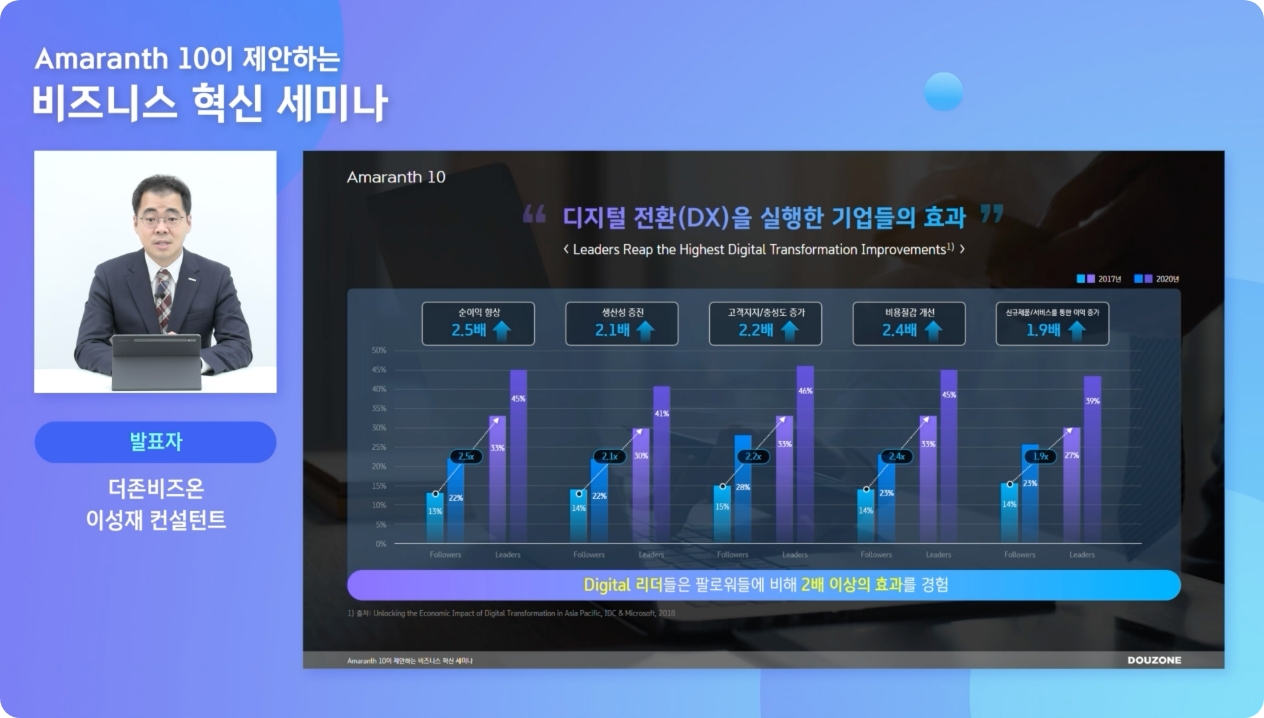 Amaranth 10이 제안하는
비즈니스 혁신 세미나
발표자
더존비즈온
이성재 컨설턴트
Amaranth 10
“ 디지털 전환(DX)을 실행한 기업들의 효과 ”
< Leaders Reap the Highest Digital Transformation Improvements1) >
2017년 2020년
순이익 향상
2.5배
생산성 증진
2.1배
고객지지/충성도 증가
2.2배
비용절검 개선
2.4배
신규제품/서비스를 통한 이익 증가
1.9배
50%
45%
40%
35%
30%
25%
20%
15%
10%
5%
0%
13% 22% 2.5x 33% 45%
Followers Leaders
14% 22% 2.1x 30% 41%
Followers Leaders
15% 28% 2.2x 33% 46%
Followers Leaders
14% 23% 2.4x 33% 45%
Followers Leaders
14% 23% 1.9x 27% 39%
Followers Leaders
Digital 리더들은 팔로워들에 비해 2배 이상의 효과를 경험
1) 출처: Unlocking the Economic Impact of Digital Transformation in Asia Pacific, IDC & Microsoft, 2018
Amaranth 10이 제안하는 비즈니스 혁신 세미나
DOUZONE